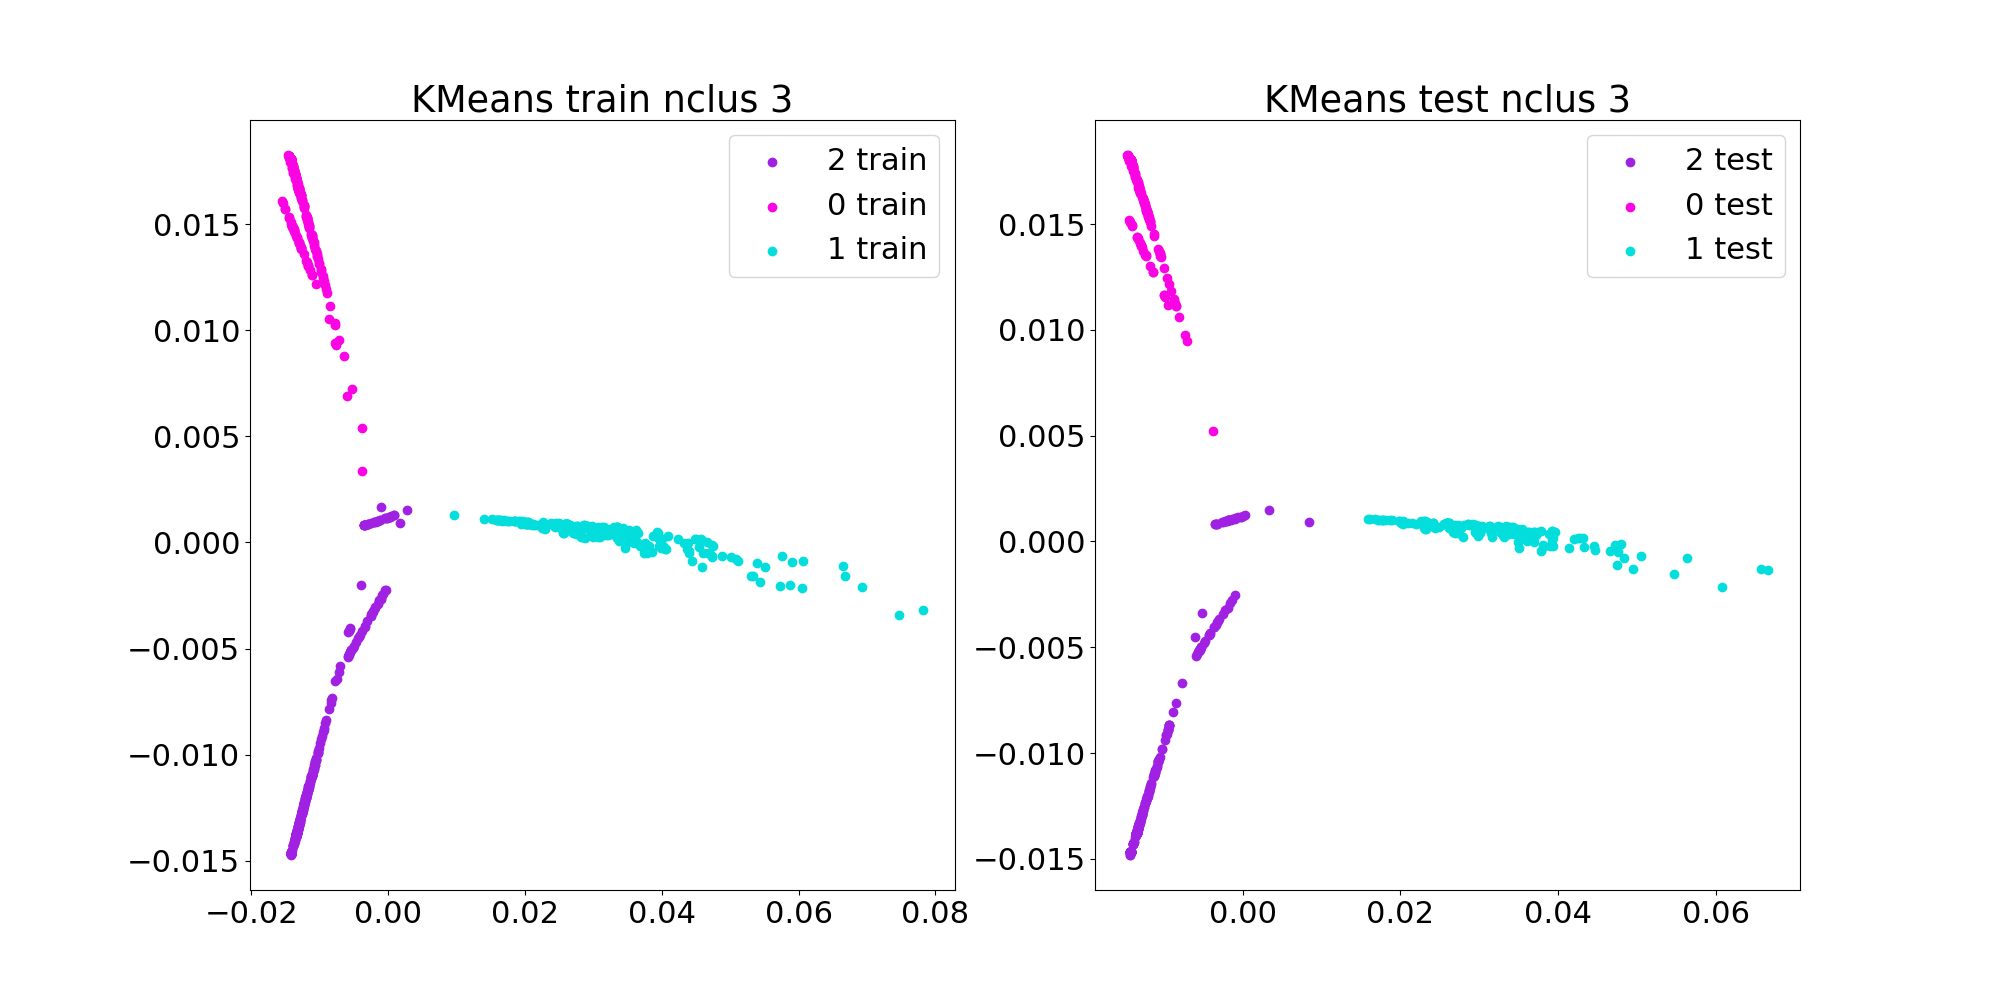 KMeans train nclus 3
2 train
0 train
1 train
0.015
0.010
0.005
0.000
−0.005
−0.010
−0.015
−0.02 0.00 0.02 0.04 0.06 0.08
KMeans test nclus 3
2 test
0 test
1 test
0.015
0.010
0.005
0.000
−0.005
−0.010
−0.015
0.00 0.02 0.04 0.06